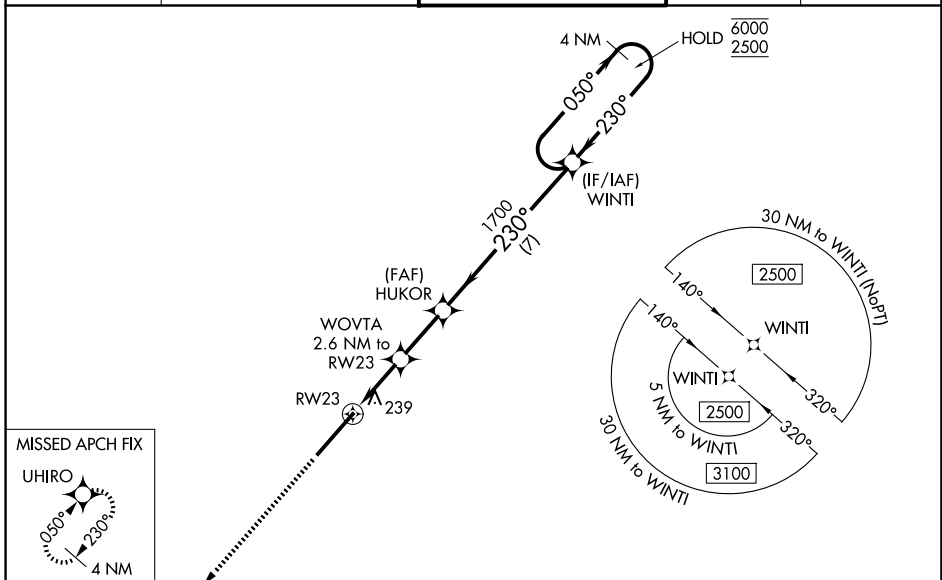 4 NM
HOLD 6000
2500
050°
230°
(IF/IAF)
WINTI
1700
230°
(7)
(FAF)
HUKOR
WOVTA
2.6 NM to
RW23
RW23
239
30 NM to WINTI (NoPT)
2500
140°
WINTI
320°
140°
WINTI
2500
5 NM to WINTI
320°
3100
30 NM to WINTI
MISSED APCH FIX
UHIRO
050°
230°
4 NM